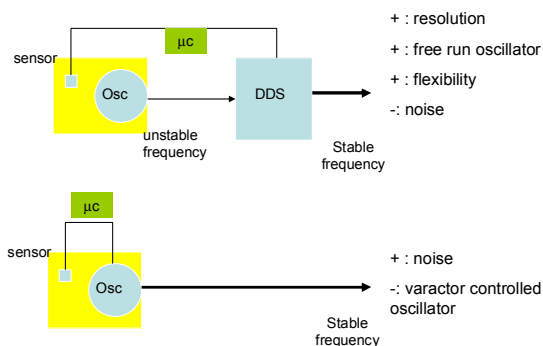 μc
sensor
Osc
DDS
unstable
frequency
Stable
frequency
+ : resolution
+ : free run oscillator
+ : flexibility
-: noise
μc
sensor
Osc
Stable
frequency
+ : noise
-: varactor controlled
oscillator